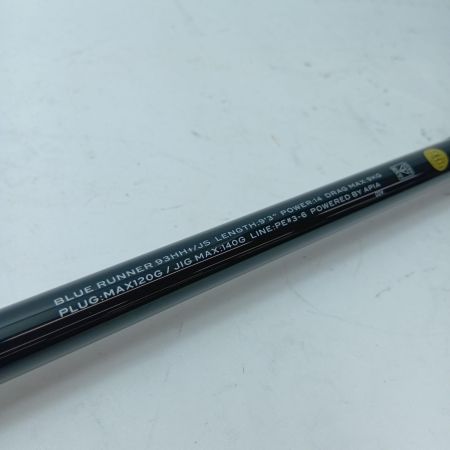 BLUE RUNNER 93HH+/JS LENGTH:9'3" POWER:14 DRAG MAX:9KG
PLUG:MAX120G / JIG MAX:140G LINE:PE#3-6 POWERED BY APIA